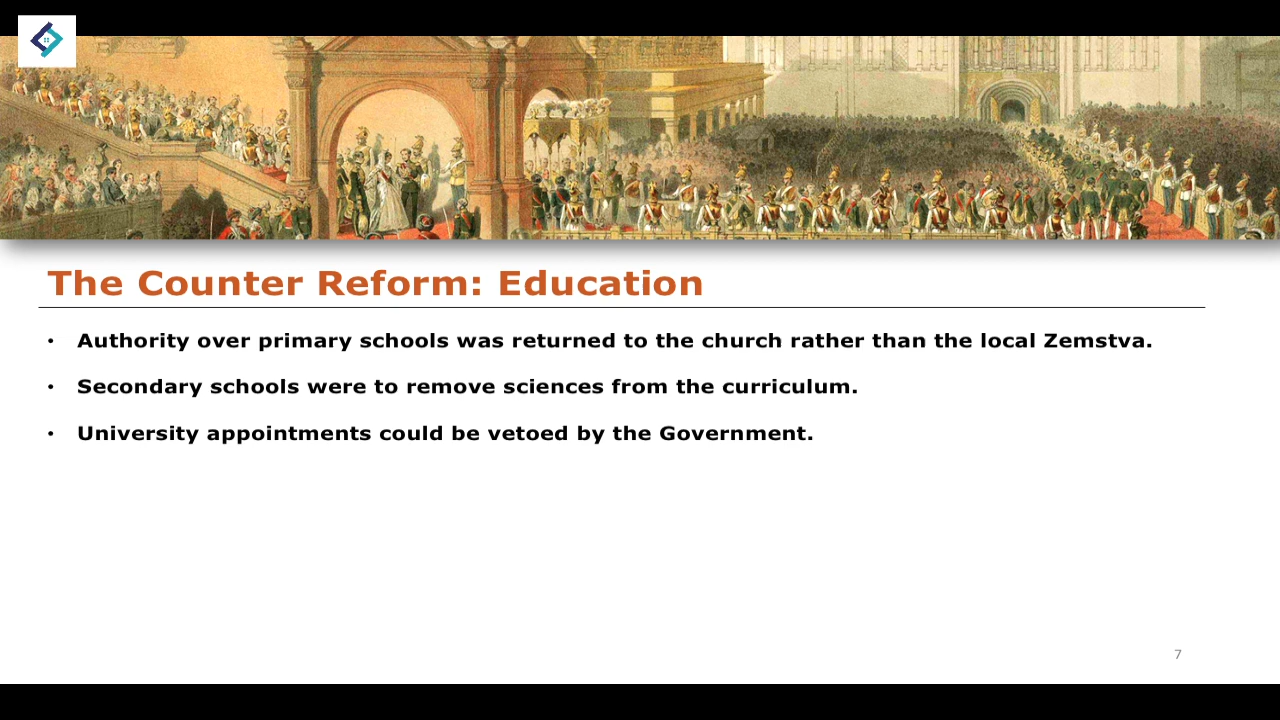 The Counter Reform: Education
• Authority over primary schools was returned to the church rather than the local Zemstva.
• Secondary schools were to remove sciences from the curriculum.
• University appointments could be vetoed by the Government.
7